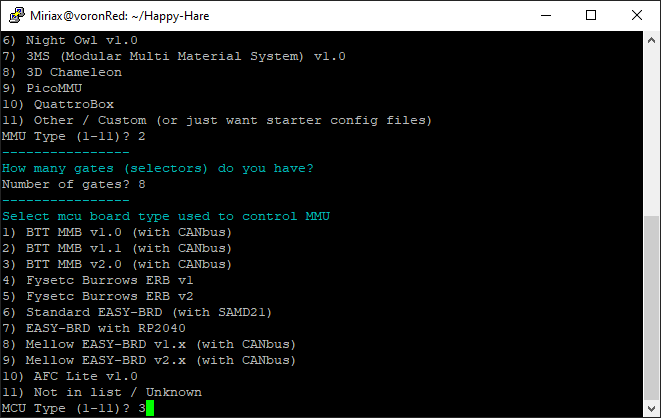 Miriax@voronRed: ~/Happy-Hare
6) Night Owl v1.0
7) 3MS (Modular Multi Material System) v1.0
8) 3D Chameleon
9) PicoMMU
10) QuattroBox
11) Other / Custom (or just want starter config files)
MMU Type (1-11)? 2
----------------
How many gates (selectors) do you have?
Number of gates? 8
----------------
Select mcu board type used to control MMU
1) BTT MMB v1.0 (with CANbus)
2) BTT MMB v1.1 (with CANbus)
3) BTT MMB v2.0 (with CANbus)
4) Fysetc Burrows ERB v1
5) Fysetc Burrows ERB v2
6) Standard EASY-BRD (with SAMD21)
7) EASY-BRD with RP2040
8) Mellow EASY-BRD v1.x (with CANbus)
9) Mellow EASY-BRD v2.x (with CANbus)
10) AFC Lite v1.0
11) Not in list / Unknown
MCU Type (1-11)? 3